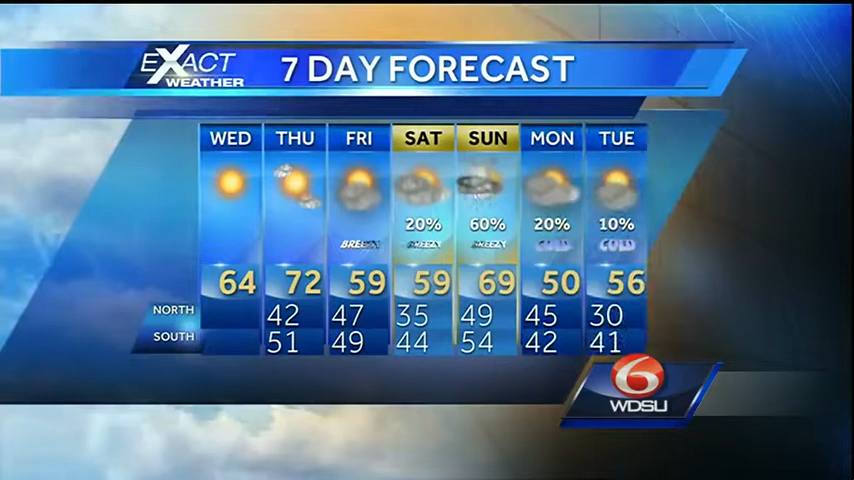 EXACT
WEATHER
7 DAY FORECAST
WED THU FRI SAT SUN MON TUE
20% 60% 20% 10%
BREEZY BREEZY BREEZY COLD COLD
64 72 59 59 69 50 56
NORTH 42 47 35 49 45 30
SOUTH 51 49 44 54 42 41
6
WDSU